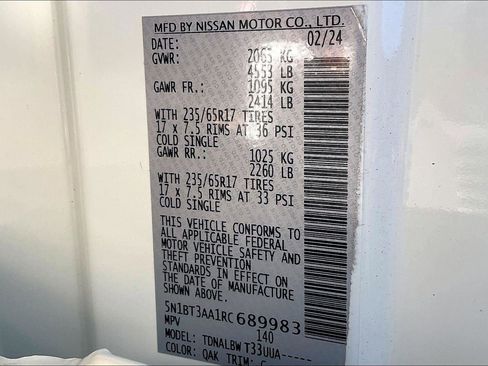 MFD BY NISSAN MOTOR CO., LTD.
DATE: 02/24
GVWR: 2065 KG
4553 LB
GAWR FR.: 1095 KG
2414 LB
WITH 235/65R17 TIRES
17 x 7.5 RIMS AT 36 PSI
COLD SINGLE
GAWR RR.: 1025 KG
2260 LB
WITH 235/65R17 TIRES
17 x 7.5 RIMS AT 33 PSI
COLD SINGLE
THIS VEHICLE CONFORMS TO
ALL APPLICABLE FEDERAL
MOTOR VEHICLE SAFETY AND
THEFT PREVENTION
STANDARDS IN EFFECT ON
THE DATE OF MANUFACTURE
SHOWN ABOVE.
5N1BT3AA1RC689983
MPV 140
MODEL: TDNALBW T33UUA-----
COLOR: QAK TRIM: